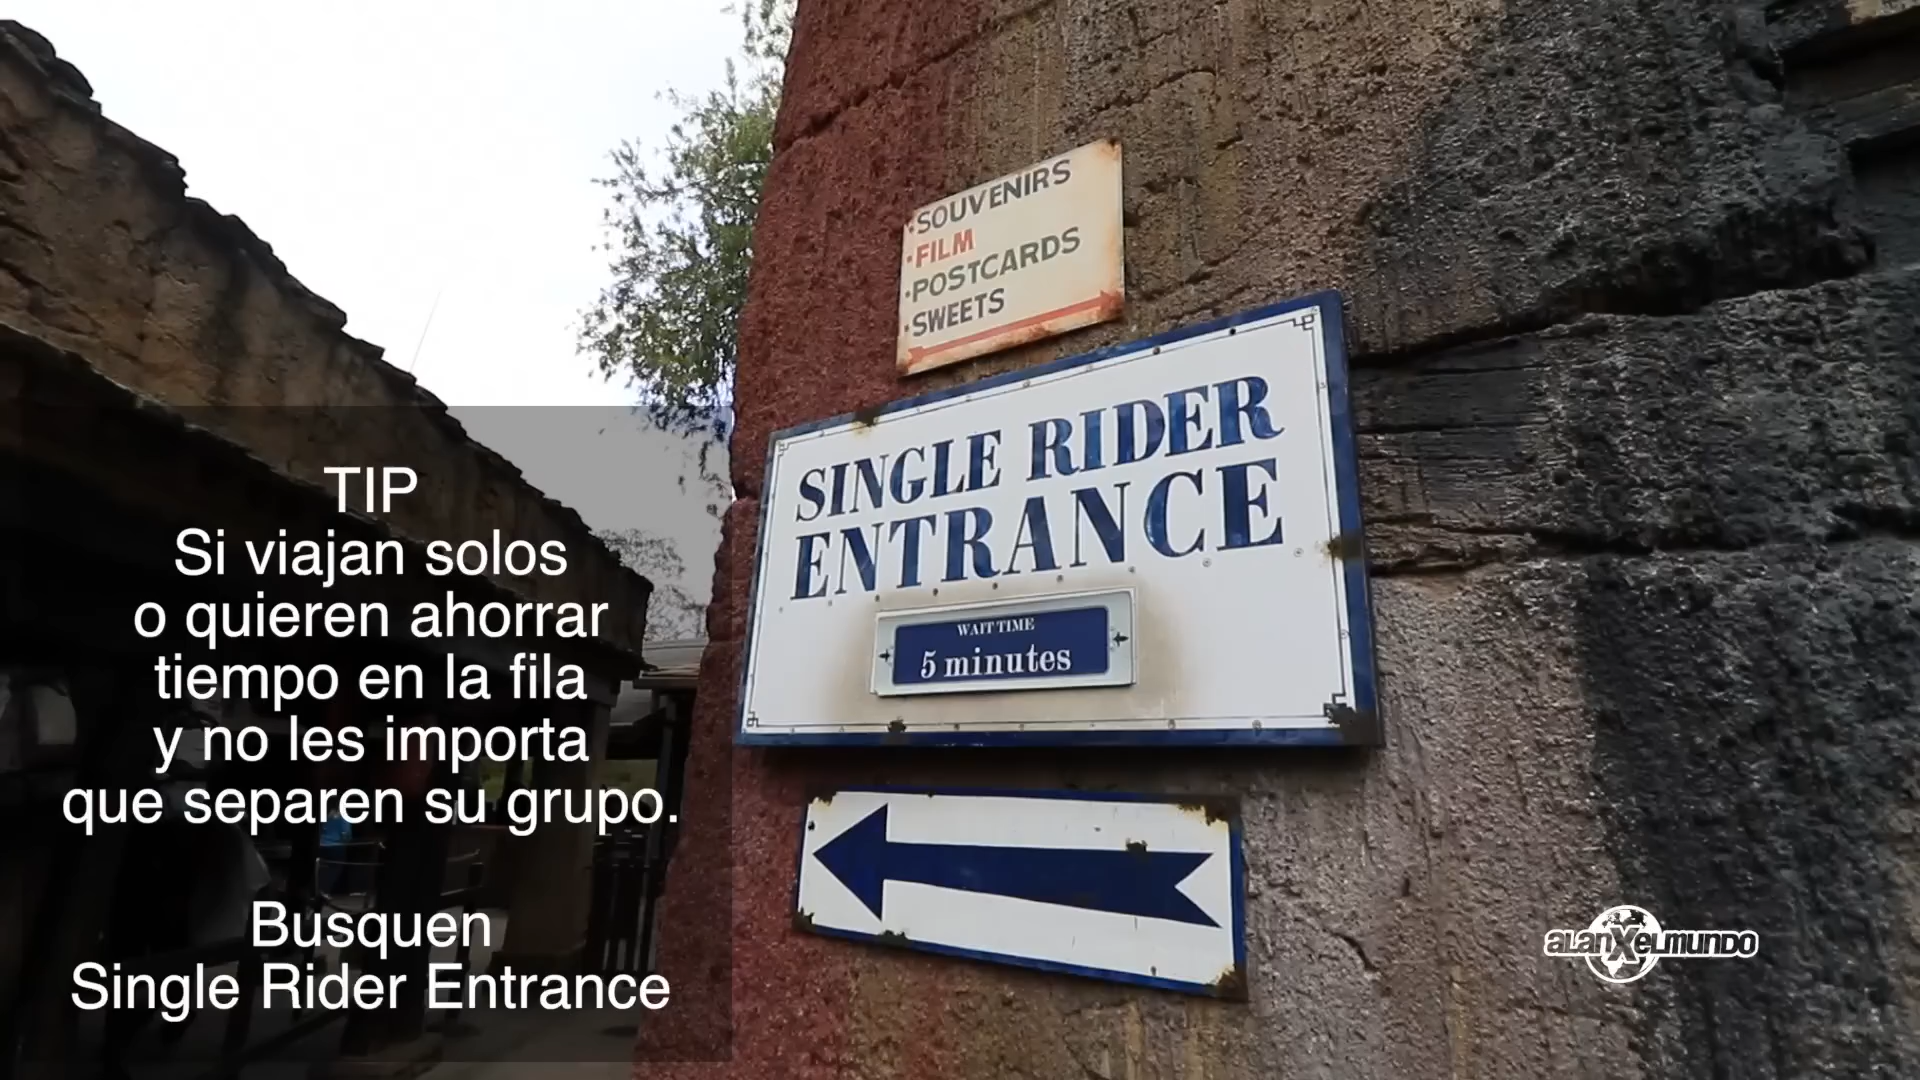 ·SOUVENIRS
·FILM
·POSTCARDS
·SWEETS
SINGLE RIDER
ENTRANCE
WAIT TIME
5 minutes
TIP
Si viajan solos
o quieren ahorrar
tiempo en la fila
y no les importa
que separen su grupo.
Busquen
Single Rider Entrance
alanXelmundo